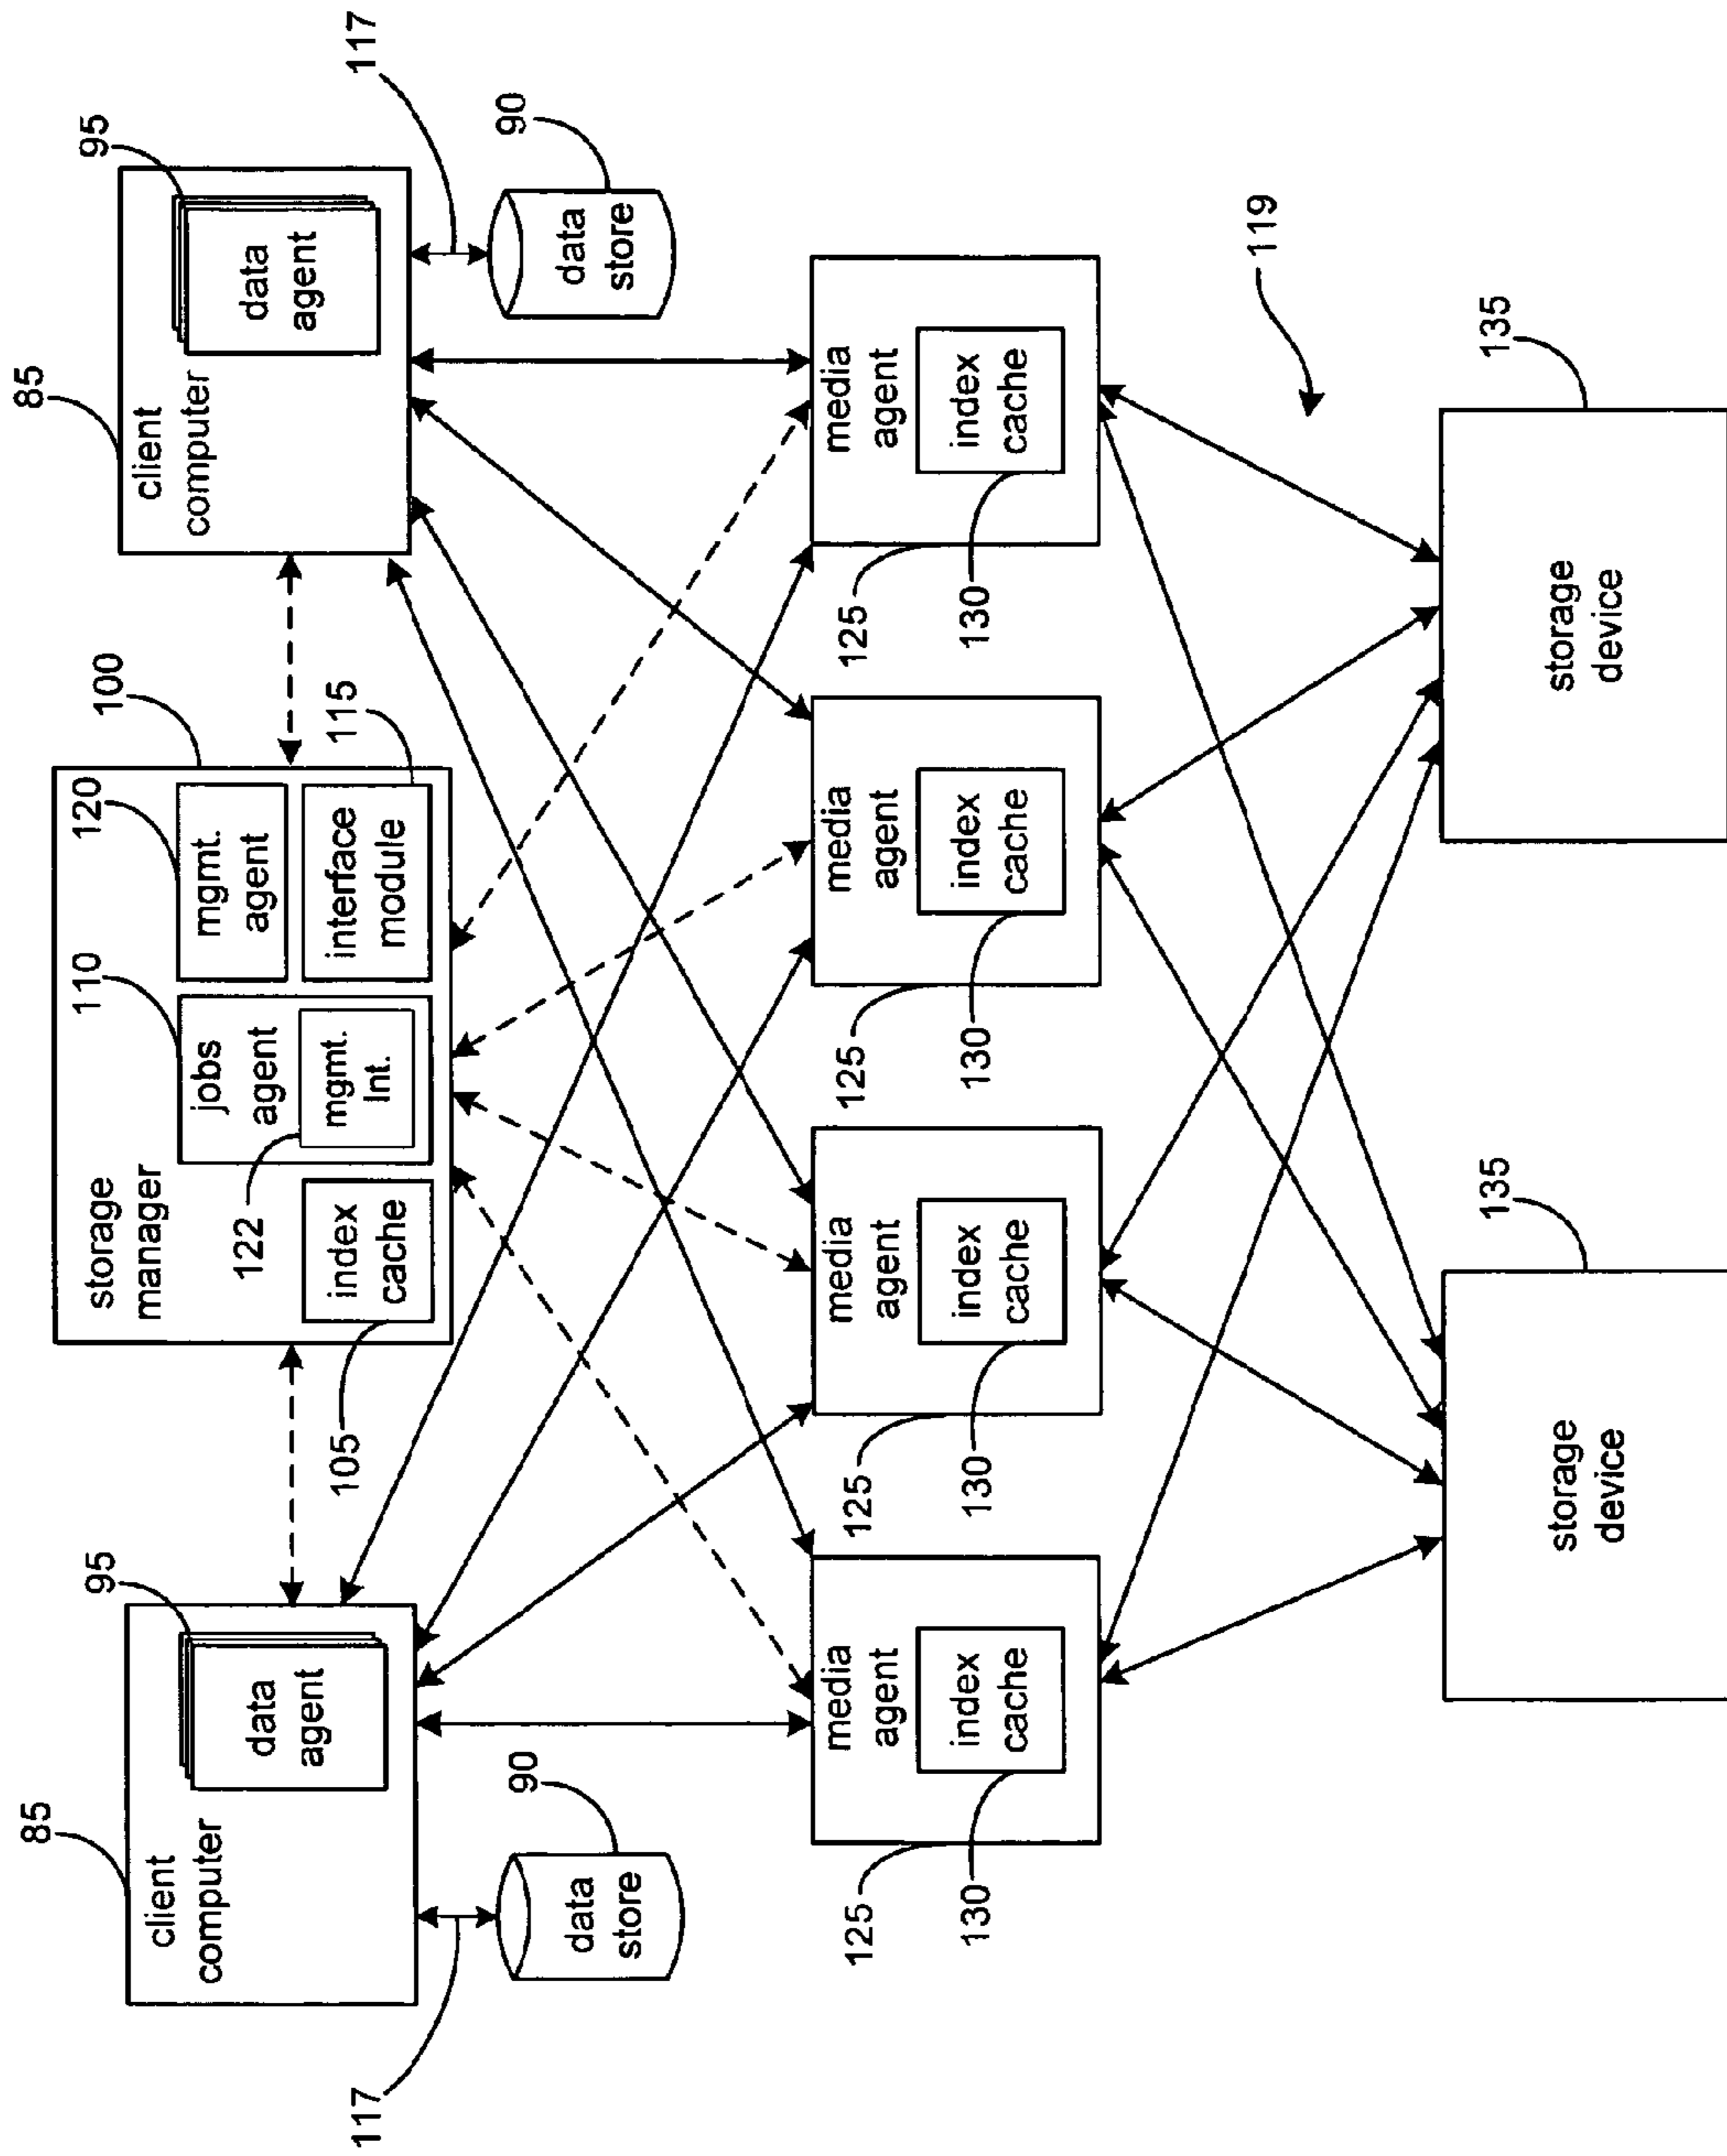 85
client
computer
data
agent
95
117
data
store
90
storage
manager
100
index
cache
105
jobs
agent
110
mgmt.
Int.
122
mgmt.
agent
120
interface
module
115
85
client
computer
data
agent
95
117
data
store
90
media
agent
index
cache
125
130
media
agent
index
cache
125
130
media
agent
index
cache
125
130
media
agent
index
cache
125
130
119
storage
device
135
storage
device
135